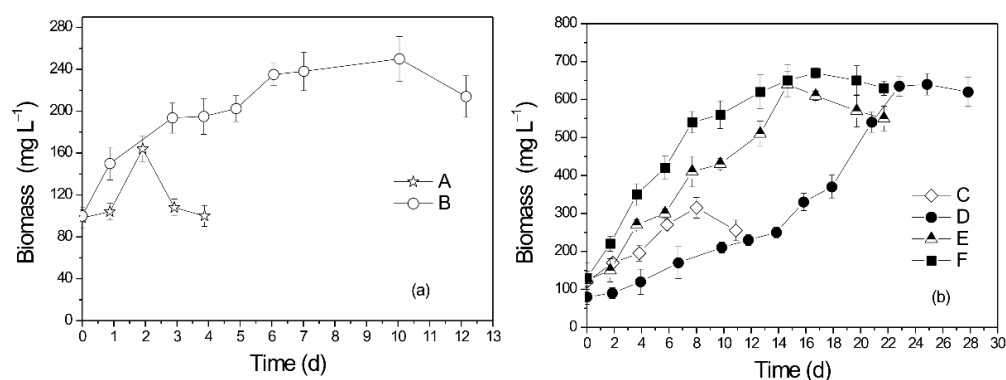 280
240
200
160
120
80
40
0
Biomass (mg L⁻¹)
0 1 2 3 4 5 6 7 8 9 10 11 12 13
Time (d)
A
B
(a)
800
700
600
500
400
300
200
100
0
Biomass (mg L⁻¹)
0 2 4 6 8 10 12 14 16 18 20 22 24 26 28 30
Time (d)
C
D
E
F
(b)